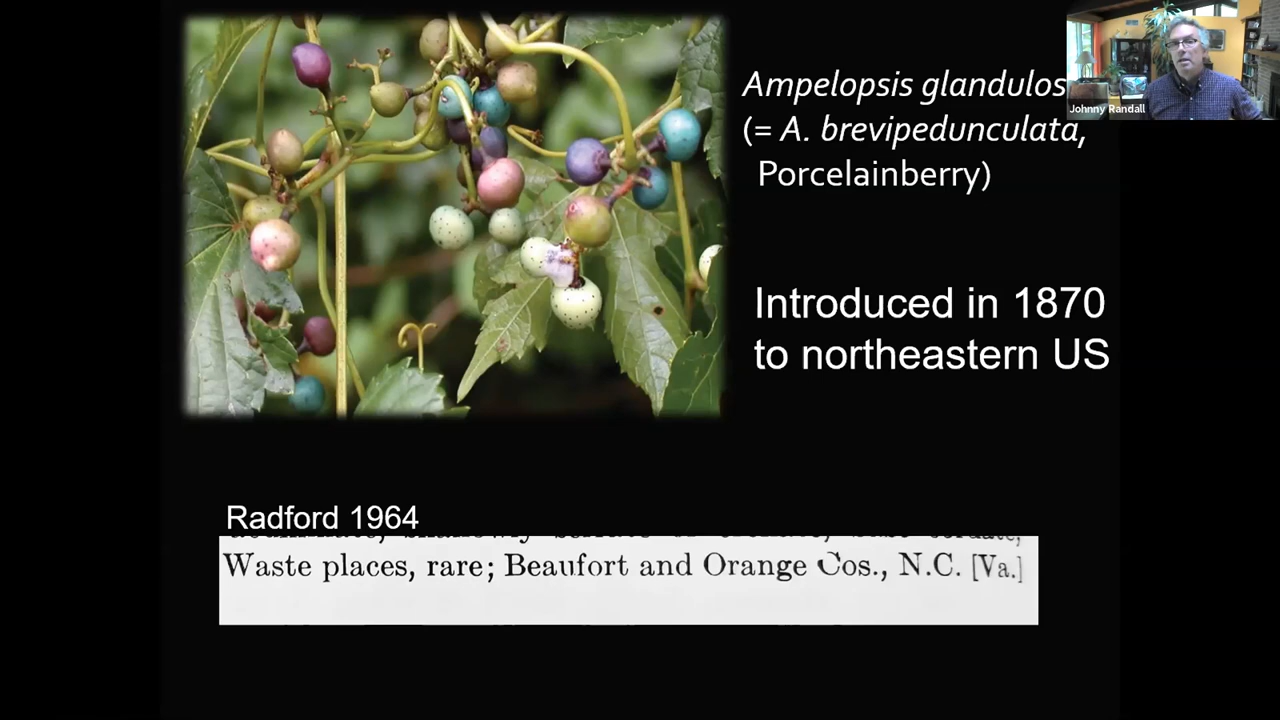 Ampelopsis glandulos
(= A. brevipedunculata,
Porcelainberry)
Johnny Randall
Introduced in 1870
to northeastern US
Radford 1964
Waste places, rare; Beaufort and Orange Cos., N.C. [Va.]